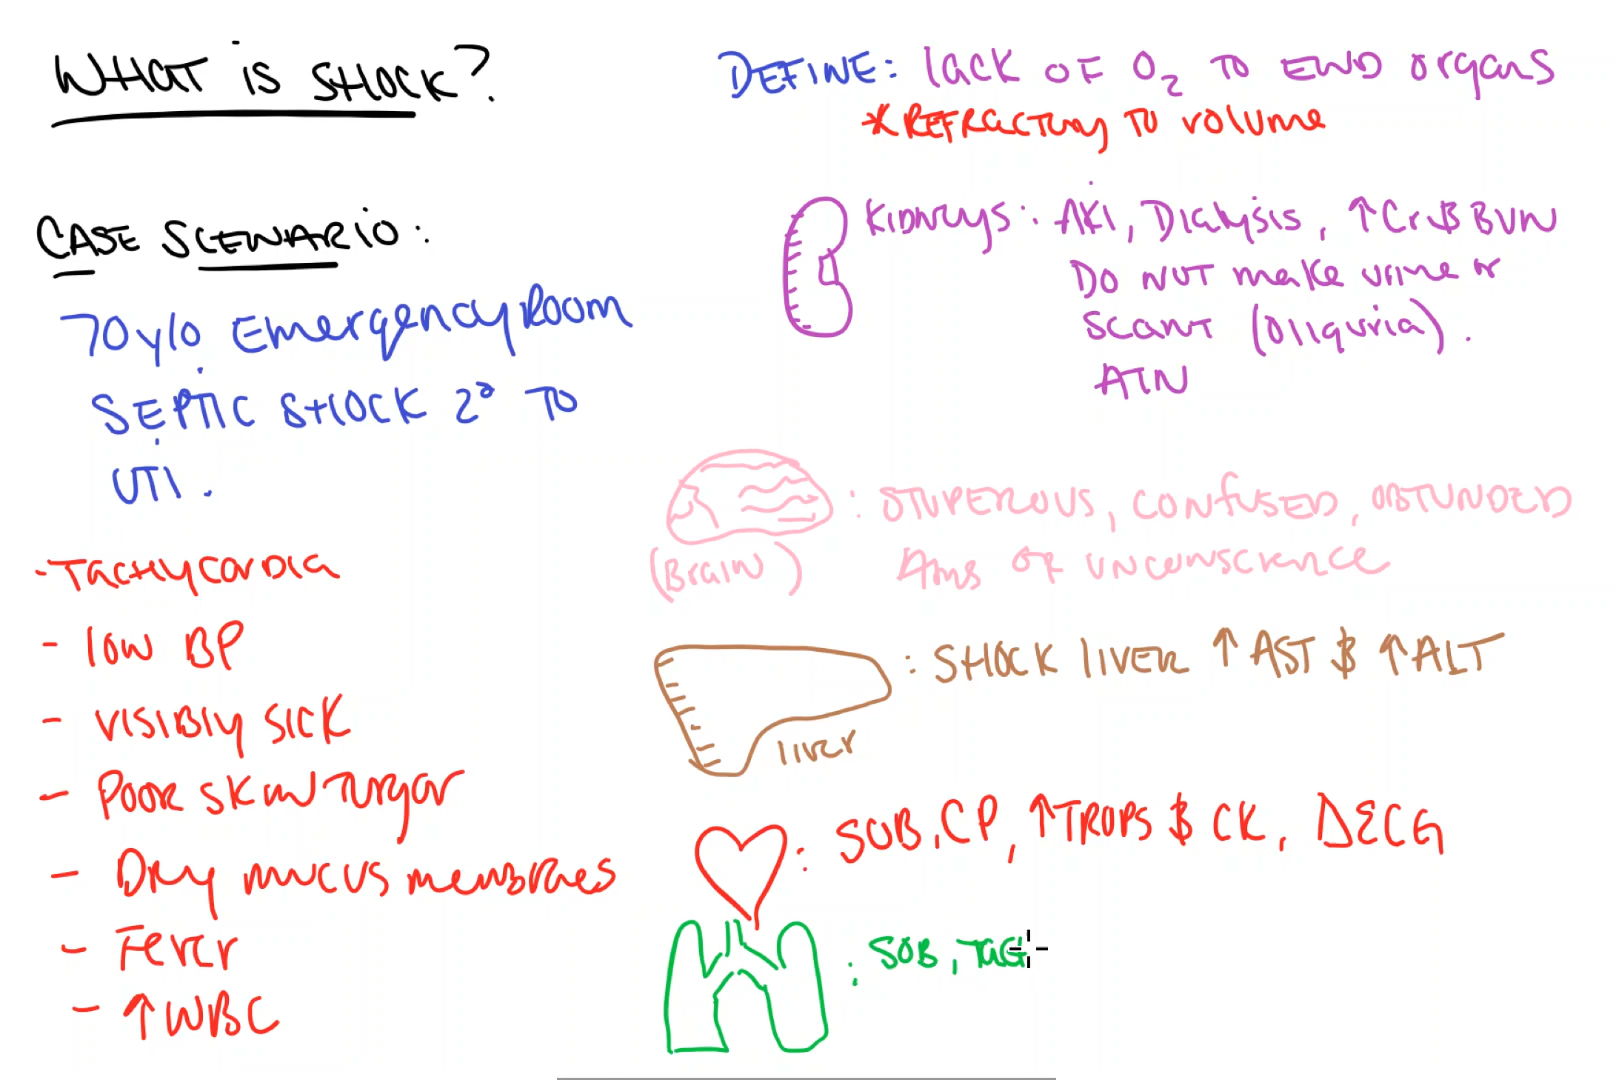 WHAT IS SHOCK?
CASE SCENARIO:
70 y/o Emergency Room
SEPTIC SHOCK 2° TO
UTI.
- TACHYCARDIA
- low BP
- VISIBLY SICK
- POOR SKIN TURGOR
- DRY MUCUS MEMBRANES
- FEVER
- ↑WBC
DEFINE: lack OF O2 TO END organs
*REFRACTORY TO VOLUME
KIDNEYS: AKI, Dialysis, ↑Cr & BUN
DO NOT make urine or
SCANT (Oliguria).
ATN
(Brain)
: STUPEROUS, CONFUSED, OBTUNDED
AMS OR UNCONSCIENCE
liver
: SHOCK LIVER ↑AST & ↑ALT
: SOB, CP, ↑TROPS & CK, ΔECG
: SOB, TAC